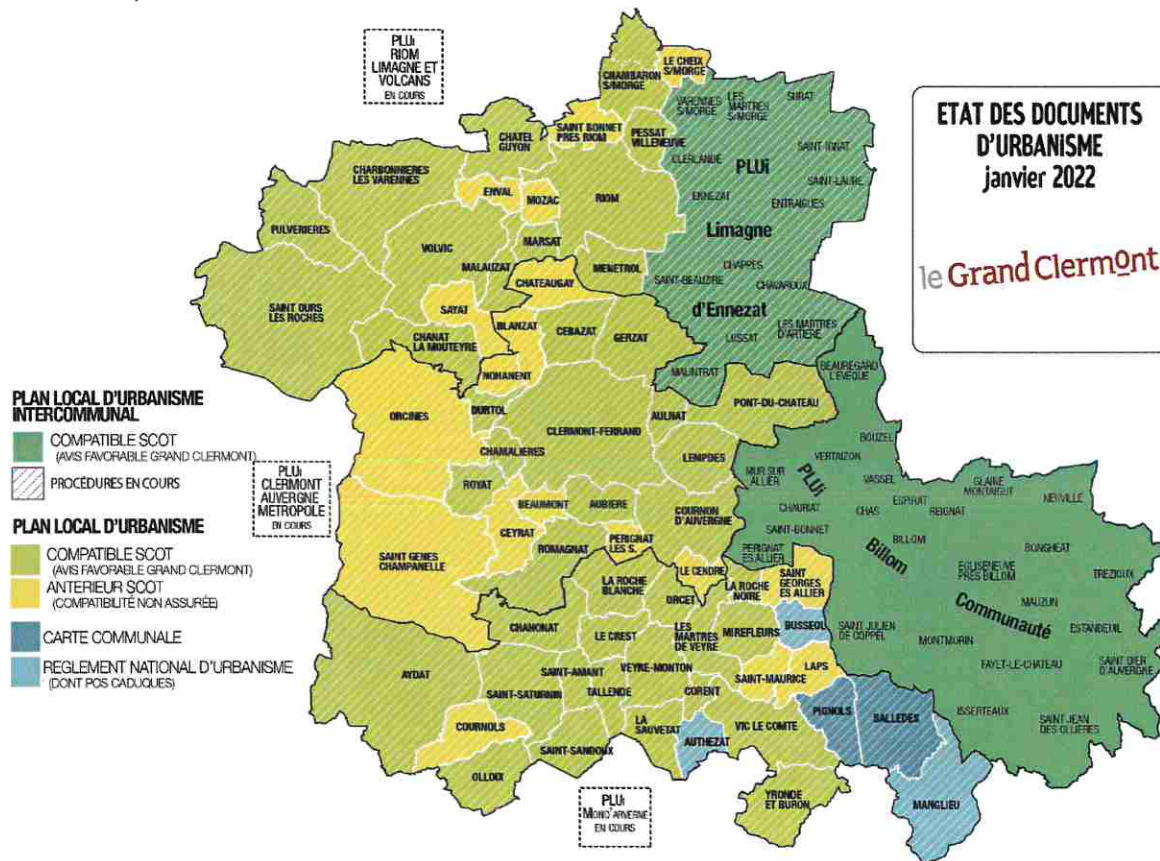 PLUi
RIOM
LIMAGNE ET
VOLCANS
EN COURS
CHAMBARON
S/MORGE
LE CHEIX
S/MORGE
VARENNES
S/MORGE
LES
MARTRES
S/MORGE
SURAT
SAINT BONNET
PRES RIOM
PESSAT
VILLENEUVE
CHATEL
GUYON
CLERLANDE
PLUi
SAINT-IGNAT
SAINT-LAURE
CHARBONNIERES
LES VARENNES
ENVAL
MOZAC
RIOM
ENNEZAT
ENTRAIGUES
PULVERIERES
VOLVIC
MARSAT
Limagne
MALAUZAT
MENETROL
CHAPPES
SAINT-BEAUZIRE
CHAVAROUX
CHATEAUGAY
SAINT OURS
LES ROCHES
SAYAT
BLANZAT
CEBAZAT
GERZAT
d'Ennezat
LUSSAT
LES MARTRES
D'ARTIERE
CHANAT
LA MOUTEYRE
NOHANENT
MALINTRAT
BEAUREGARD
L'EVEQUE
ETAT DES DOCUMENTS
D'URBANISME
janvier 2022
le Grand Clermont
PLAN LOCAL D'URBANISME
INTERCOMMUNAL
COMPATIBLE SCOT
(AVIS FAVORABLE GRAND CLERMONT)
PROCÉDURES EN COURS
PLAN LOCAL D'URBANISME
COMPATIBLE SCOT
(AVIS FAVORABLE GRAND CLERMONT)
ANTERIEUR SCOT
(COMPATIBILITÉ NON ASSURÉE)
CARTE COMMUNALE
REGLEMENT NATIONAL D'URBANISME
(DONT POS CADUQUES)
PLUi
CLERMONT
AUVERGNE
METROPOLE
EN COURS
ORCINES
DURTOL
CLERMONT-FERRAND
AULNAT
PONT-DU-CHATEAU
CHAMALIERES
LEMPDES
ROYAT
BEAUMONT
AUBIERE
COURNON
D'AUVERGNE
CEYRAT
ROMAGNAT
PERIGNAT
LES S.
SAINT GENES
CHAMPANELLE
BOUZEL
VERTAIZON
MUR SUR
ALLIER
PLUi
VASSEL
GLAINE
MONTAIGUT
NEUVILLE
CHAURIAT
CHAS
ESPIRAT
REIGNAT
SAINT-BONNET
BILLOM
BONGHEAT
PERIGNAT
ES ALLIER
Billom
EGLISENEUVE
PRES BILLOM
TREZIOUX
MAUZUN
Communauté
ESTANDEUIL
SAINT JULIEN
DE COPPEL
MONTMORIN
FAYET-LE-CHATEAU
SAINT DIER
D'AUVERGNE
ISSERTEAUX
SAINT JEAN
DES OLLIERES
LE CENDRE
LA ROCHE
BLANCHE
ORCET
LA ROCHE
NOIRE
SAINT
GEORGES
ES ALLIER
CHANONAT
LE CREST
LES
MARTRES
DE VEYRE
MIREFLEURS
BUSSEOL
AYDAT
SAINT-AMANT
TALLENDE
VEYRE-MONTON
SAINT-MAURICE
LAPS
SAINT-SATURNIN
CORENT
PIGNOLS
SALLEDES
COURNOLS
LA
SAUVETAT
AUTHEZAT
VIC LE COMTE
SAINT-SANDOUX
OLLOIX
YRONDE
ET BURON
MANGLIEU
PLUi
MOND'ARVERNE
EN COURS